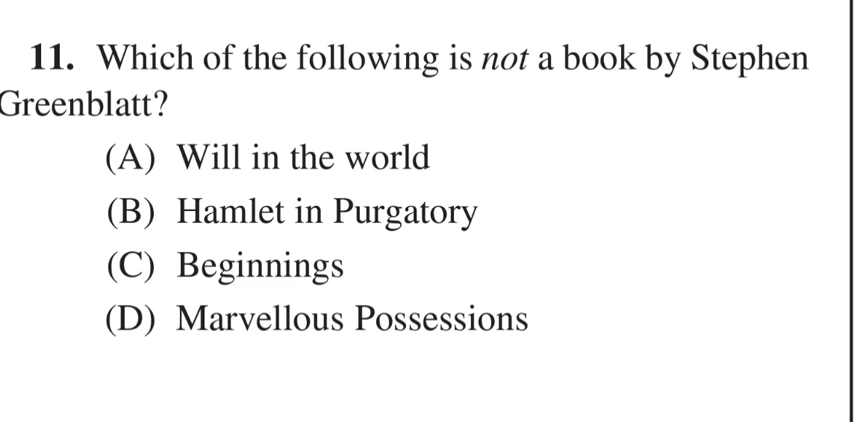 11. Which of the following is not a book by Stephen
Greenblatt?
(A) Will in the world
(B) Hamlet in Purgatory
(C) Beginnings
(D) Marvellous Possessions